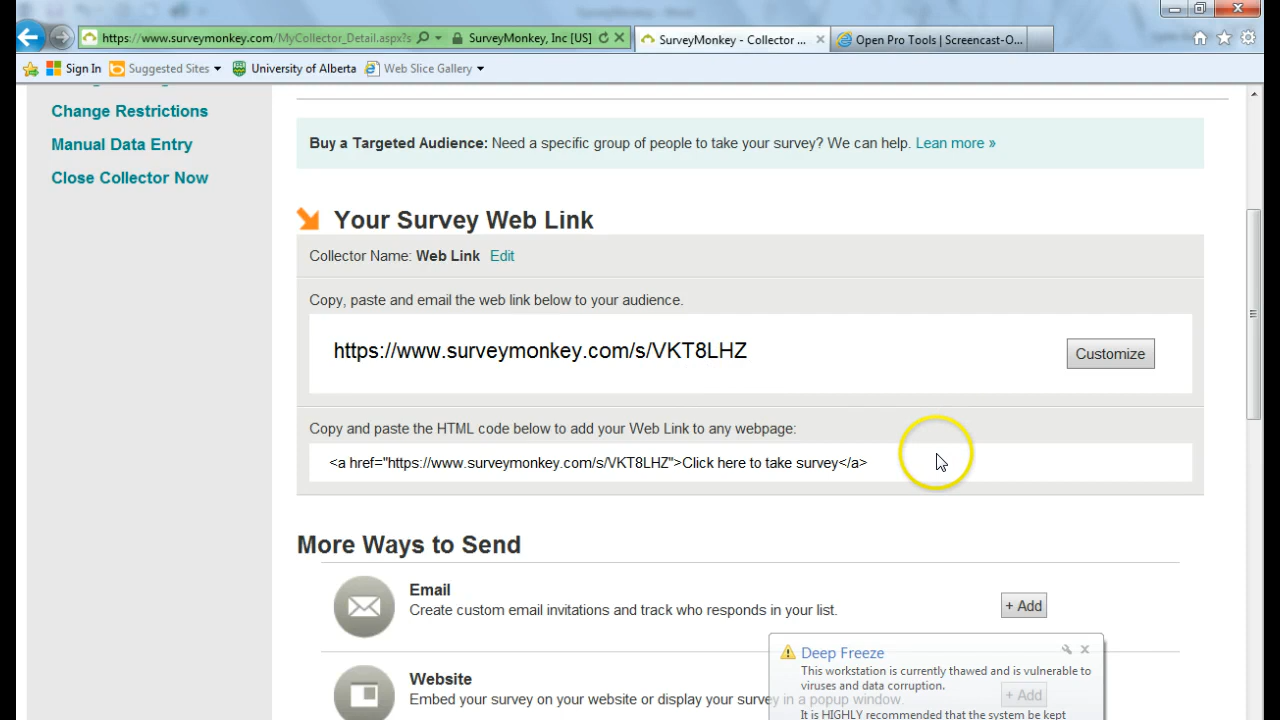 https://www.surveymonkey.com/MyCollector_Detail.aspx?s
SurveyMonkey, Inc [US]
SurveyMonkey - Collector ...
Open Pro Tools | Screencast-O...
Sign In
Suggested Sites
University of Alberta
Web Slice Gallery
Change Restrictions
Manual Data Entry
Close Collector Now
Buy a Targeted Audience: Need a specific group of people to take your survey? We can help. Lean more »
Your Survey Web Link
Collector Name: Web Link Edit
Copy, paste and email the web link below to your audience.
https://www.surveymonkey.com/s/VKT8LHZ
Customize
Copy and paste the HTML code below to add your Web Link to any webpage:
<a href="https://www.surveymonkey.com/s/VKT8LHZ">Click here to take survey</a>
More Ways to Send
Email
Create custom email invitations and track who responds in your list.
+ Add
Website
Embed your survey on your website or display your survey in a popup window.
+ Add
Deep Freeze
This workstation is currently thawed and is vulnerable to
viruses and data corruption.
It is HIGHLY recommended that the system be kept